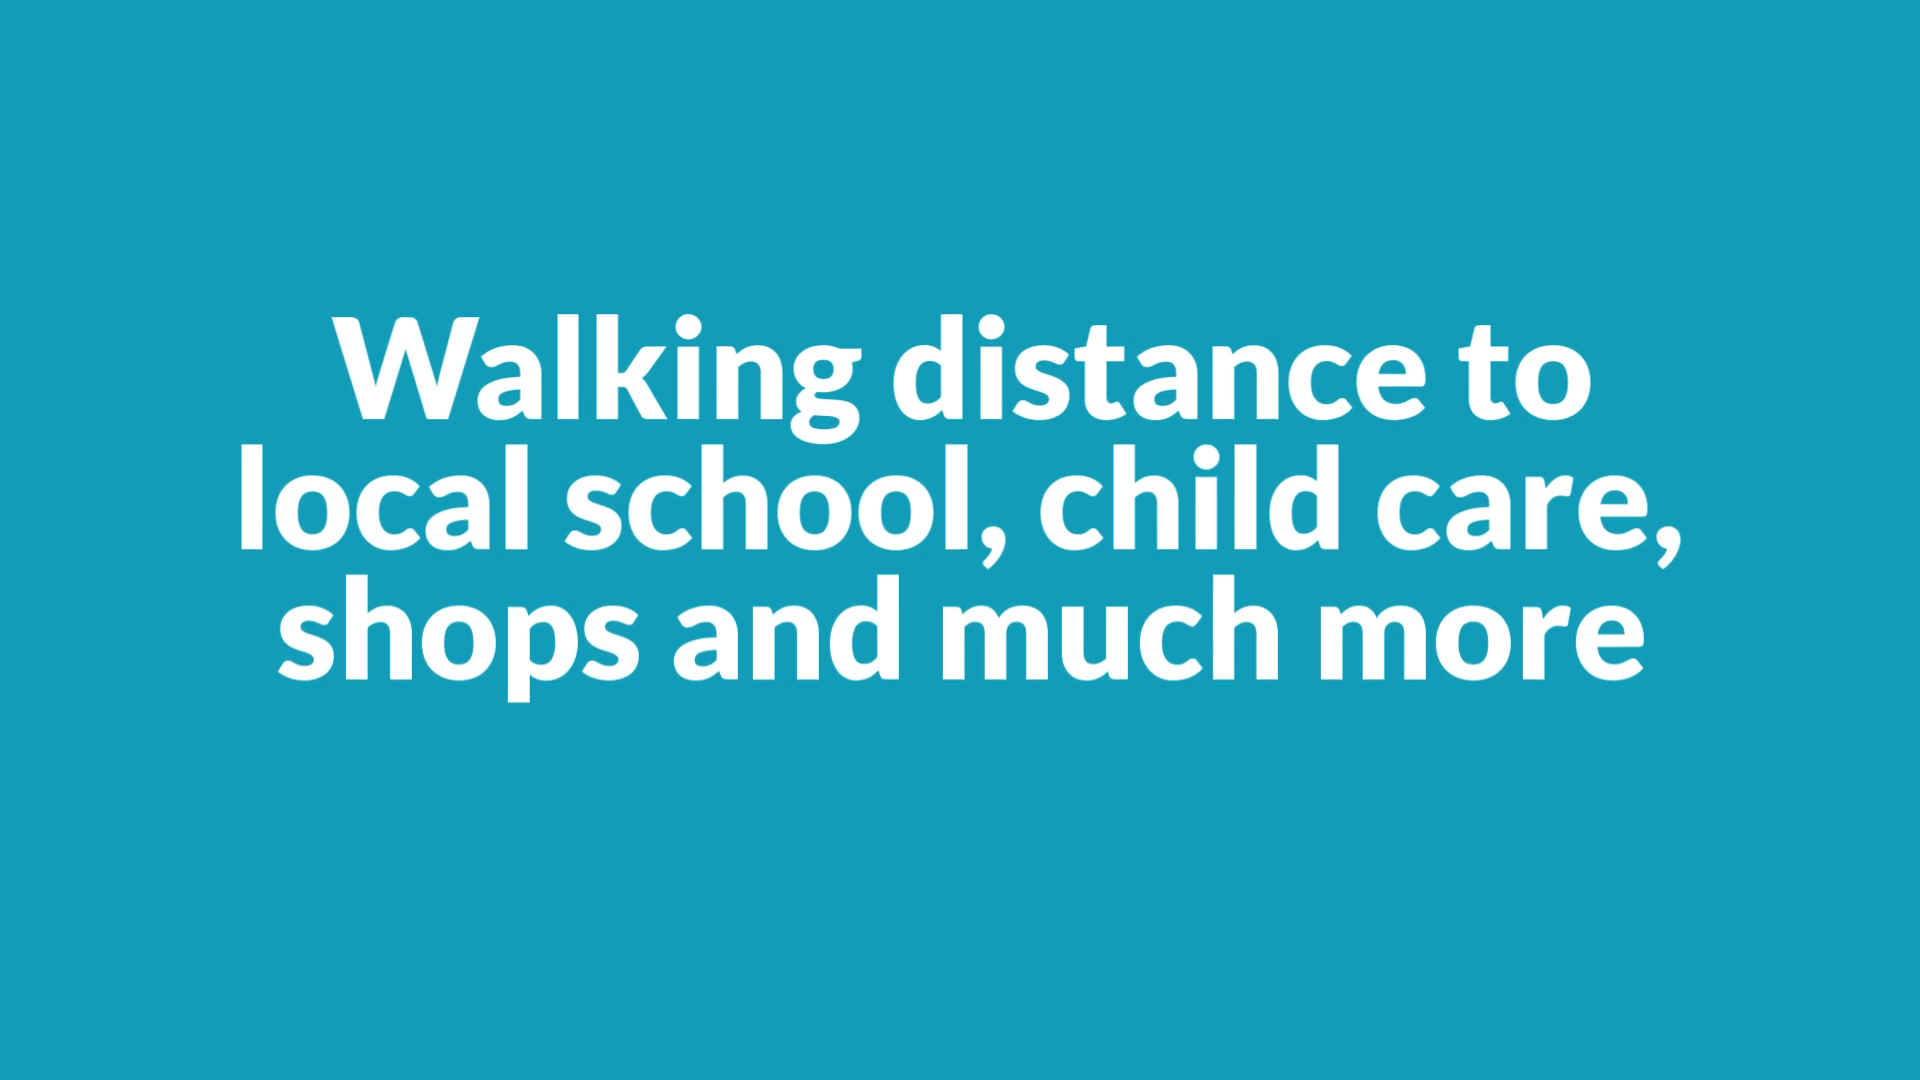 Walking distance to
local school, child care,
shops and much more